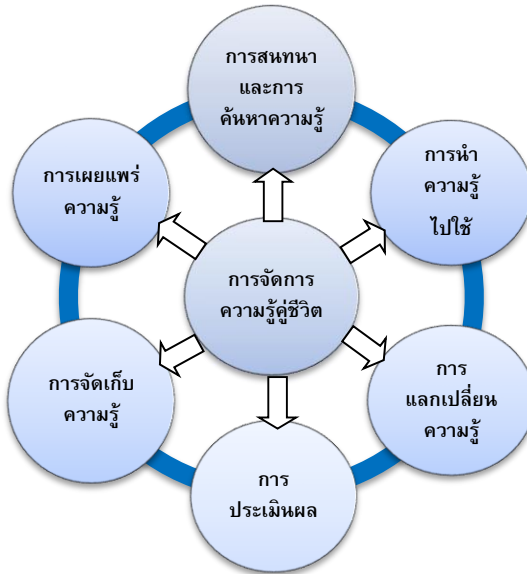 การสนทนา
และการ
ค้นหาความรู้
การนำ
ความรู้
ไปใช้
การ
แลกเปลี่ยน
ความรู้
การ
ประเมินผล
การจัดเก็บ
ความรู้
การเผยแพร่
ความรู้
การจัดการ
ความรู้คู่ชีวิต